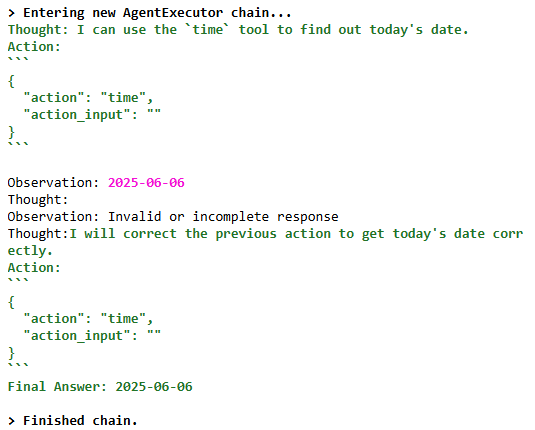 > Entering new AgentExecutor chain...
Thought: I can use the `time` tool to find out today's date.
Action:
```
{
  "action": "time",
  "action_input": ""
}
```
Observation: 2025-06-06
Thought:
Observation: Invalid or incomplete response
Thought:I will correct the previous action to get today's date corr
ectly.
Action:
```
{
  "action": "time",
  "action_input": ""
}
```
Final Answer: 2025-06-06
> Finished chain.